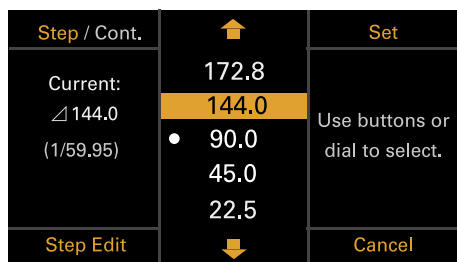 Step / Cont.
Set
Current:
⊿144.0
(1/59.95)
172.8
144.0
90.0
45.0
22.5
Use buttons or
dial to select.
Step Edit
Cancel